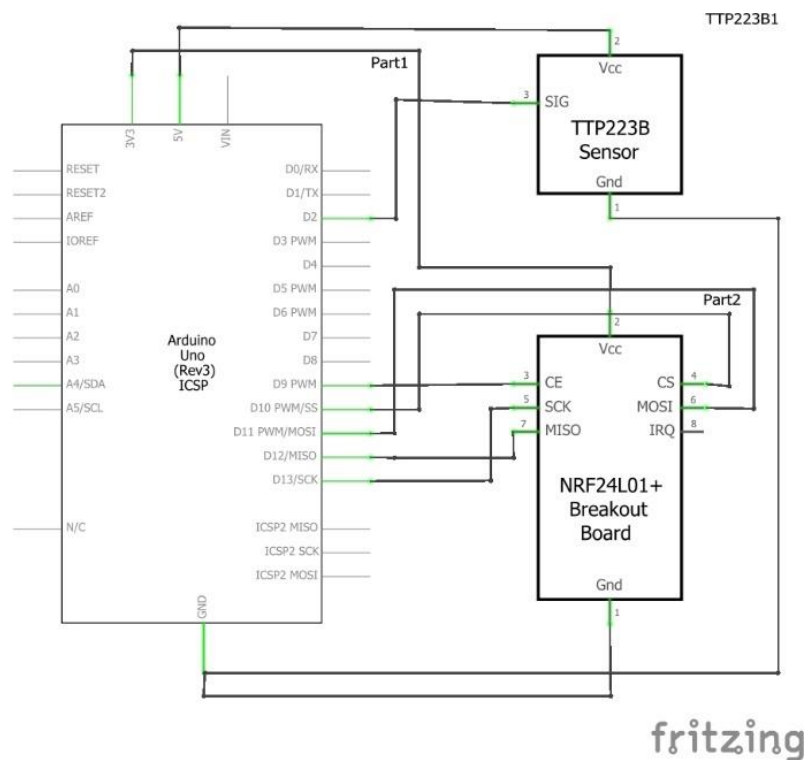 TTP223B1
Part1
2
Vcc
3 SIG
TTP223B
Sensor
Gnd
1
3V3
5V
VIN
RESET
RESET2
AREF
IOREF
A0
A1
A2
A3
A4/SDA
A5/SCL
N/C
Arduino
Uno
(Rev3)
ICSP
D0/RX
D1/TX
D2
D3 PWM
D4
D5 PWM
D6 PWM
D7
D8
D9 PWM
D10 PWM/SS
D11 PWM/MOSI
D12/MISO
D13/SCK
ICSP2 MISO
ICSP2 SCK
ICSP2 MOSI
GND
Part2
2
Vcc
3 CE
5 SCK
7 MISO
CS 4
MOSI 6
IRQ 8
NRF24L01+
Breakout
Board
Gnd
1
fritzing